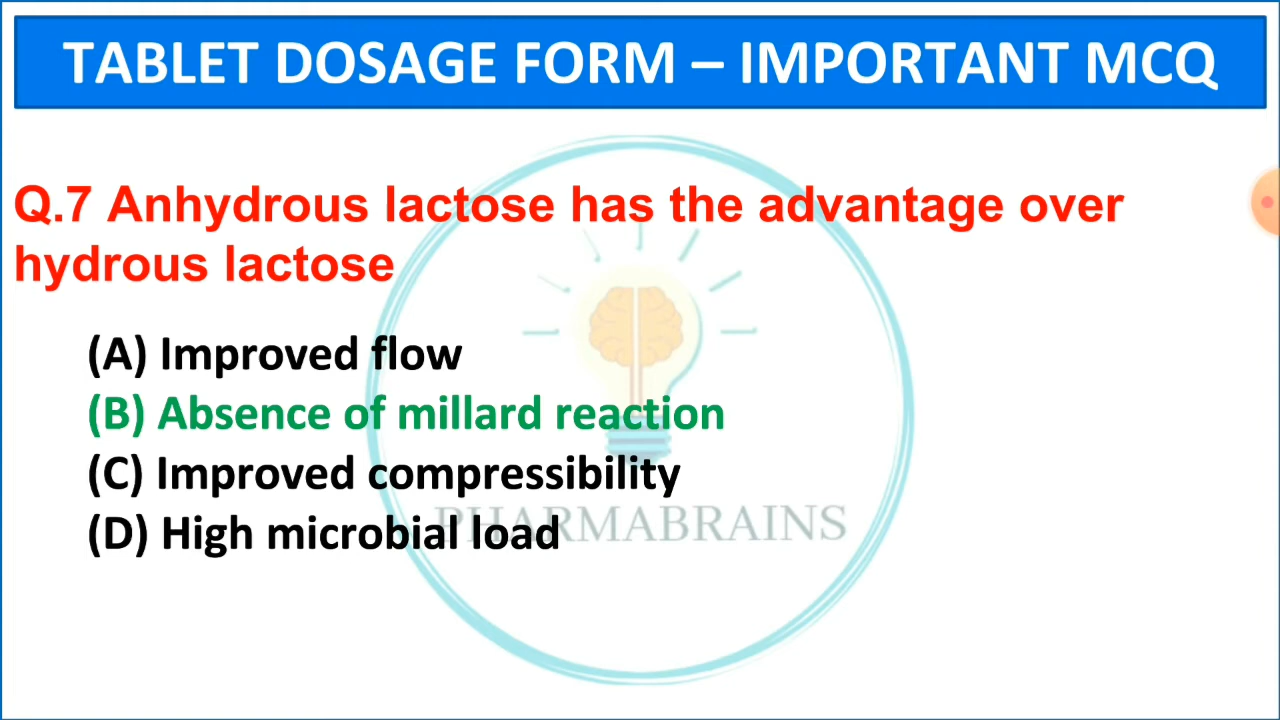 TABLET DOSAGE FORM – IMPORTANT MCQ
Q.7 Anhydrous lactose has the advantage over
hydrous lactose
(A) Improved flow
(B) Absence of millard reaction
(C) Improved compressibility
(D) High microbial load
PHARMABRAINS